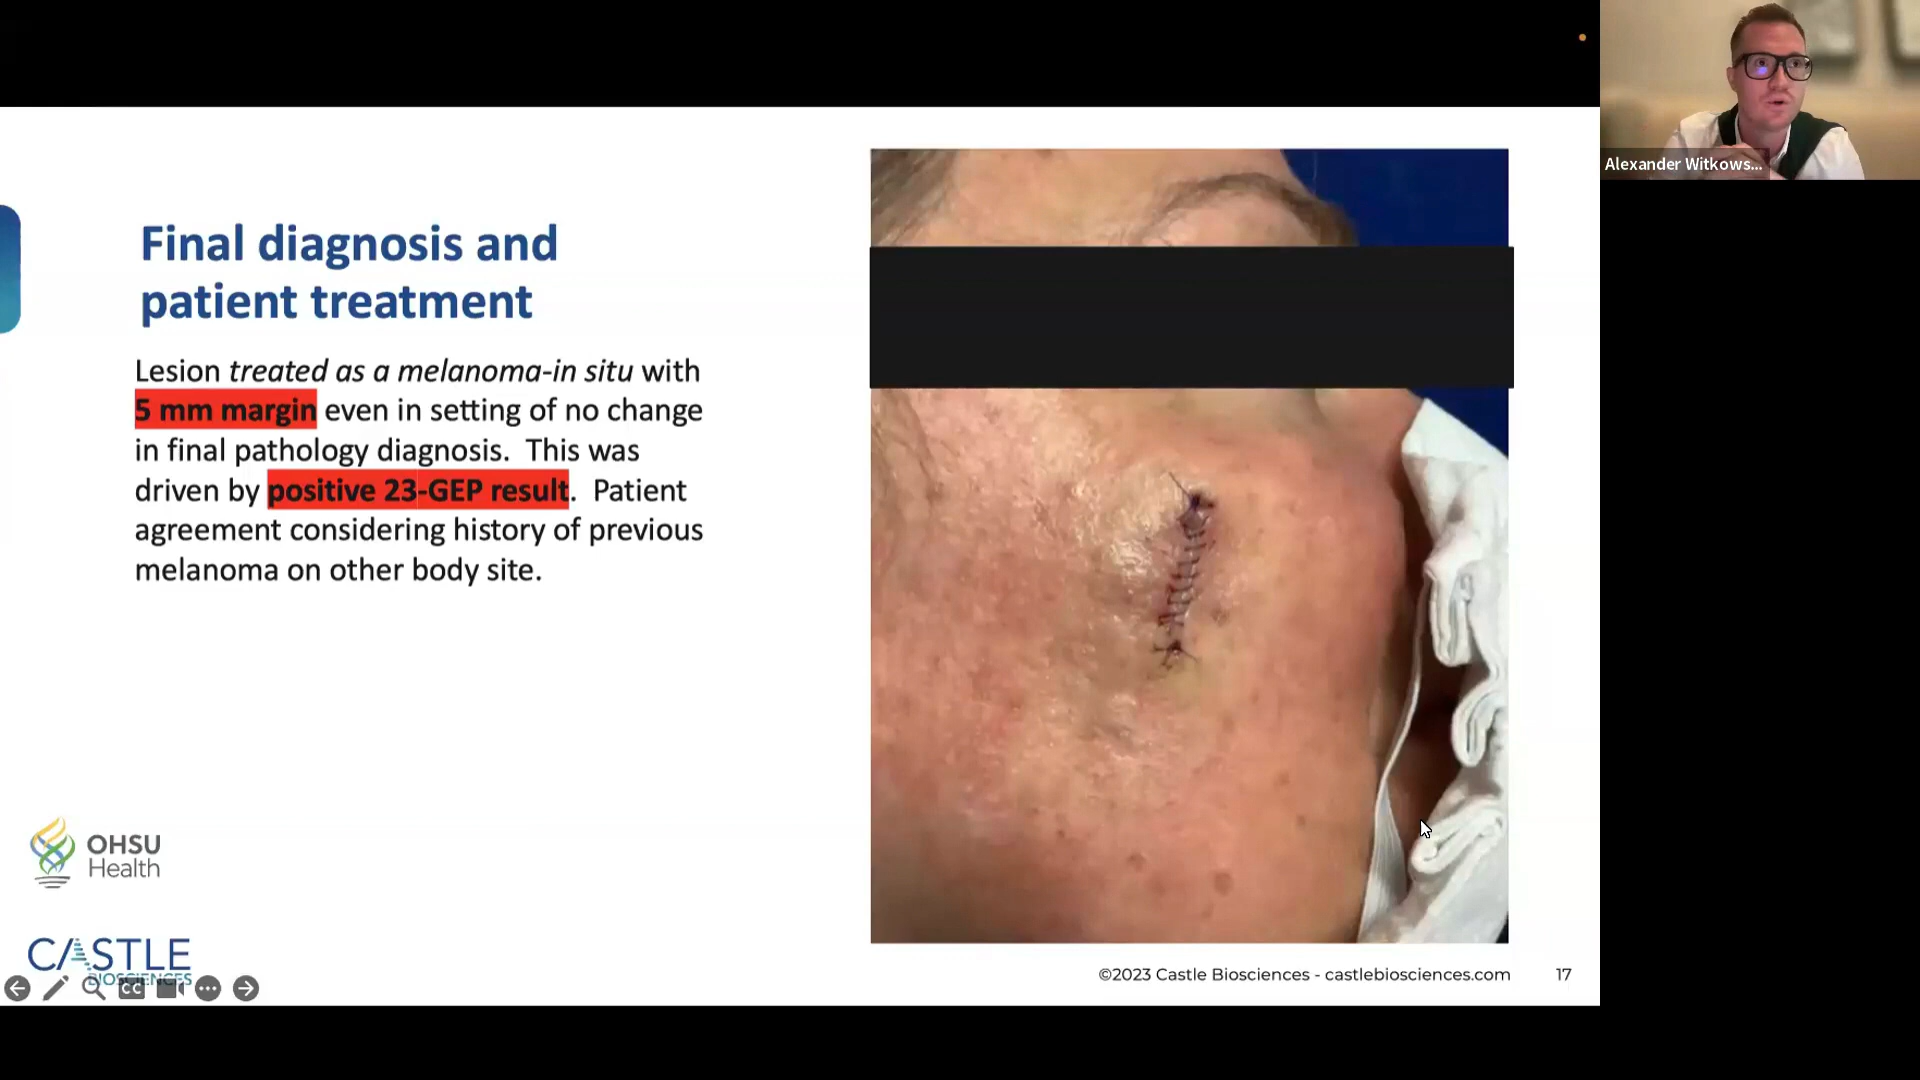 Alexander Witkows...
Final diagnosis and
patient treatment
Lesion treated as a melanoma-in situ with
5 mm margin even in setting of no change
in final pathology diagnosis. This was
driven by positive 23-GEP result. Patient
agreement considering history of previous
melanoma on other body site.
OHSU
Health
CASTLE
BIOSCIENCES
CC
©2023 Castle Biosciences - castlebiosciences.com
17